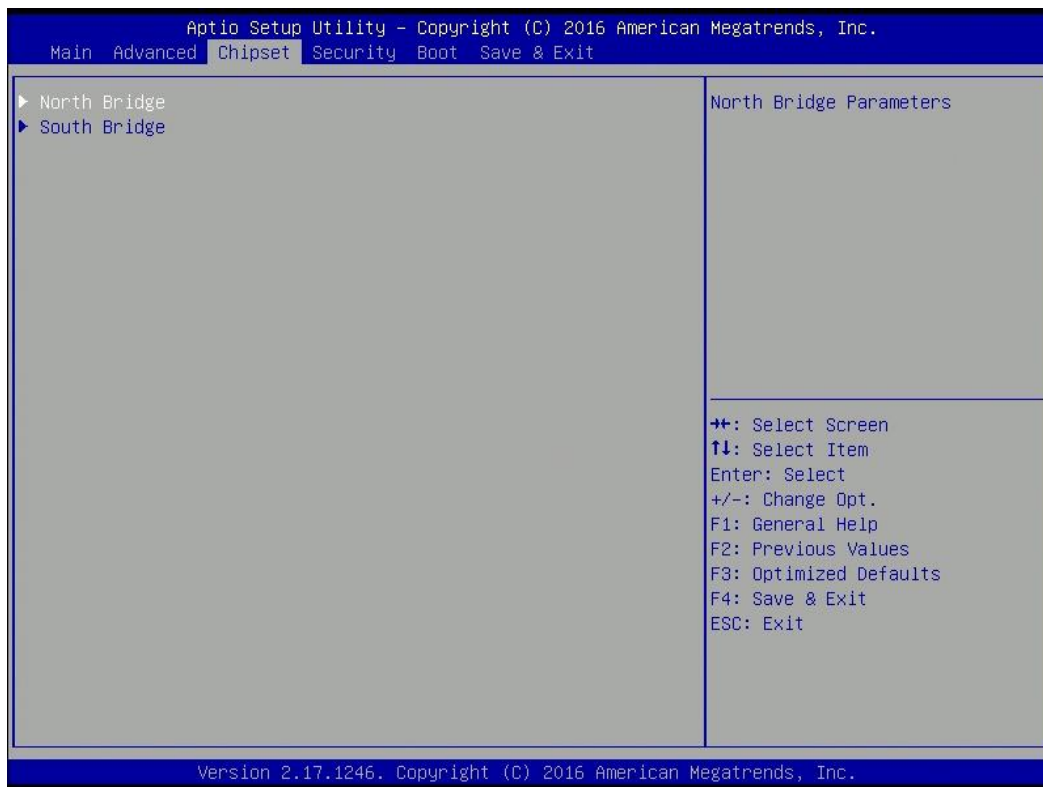 Aptio Setup Utility – Copyright (C) 2016 American Megatrends, Inc.
Main Advanced Chipset Security Boot Save & Exit
▶ North Bridge
▶ South Bridge
North Bridge Parameters
→←: Select Screen
↑↓: Select Item
Enter: Select
+/-: Change Opt.
F1: General Help
F2: Previous Values
F3: Optimized Defaults
F4: Save & Exit
ESC: Exit
Version 2.17.1246. Copyright (C) 2016 American Megatrends, Inc.